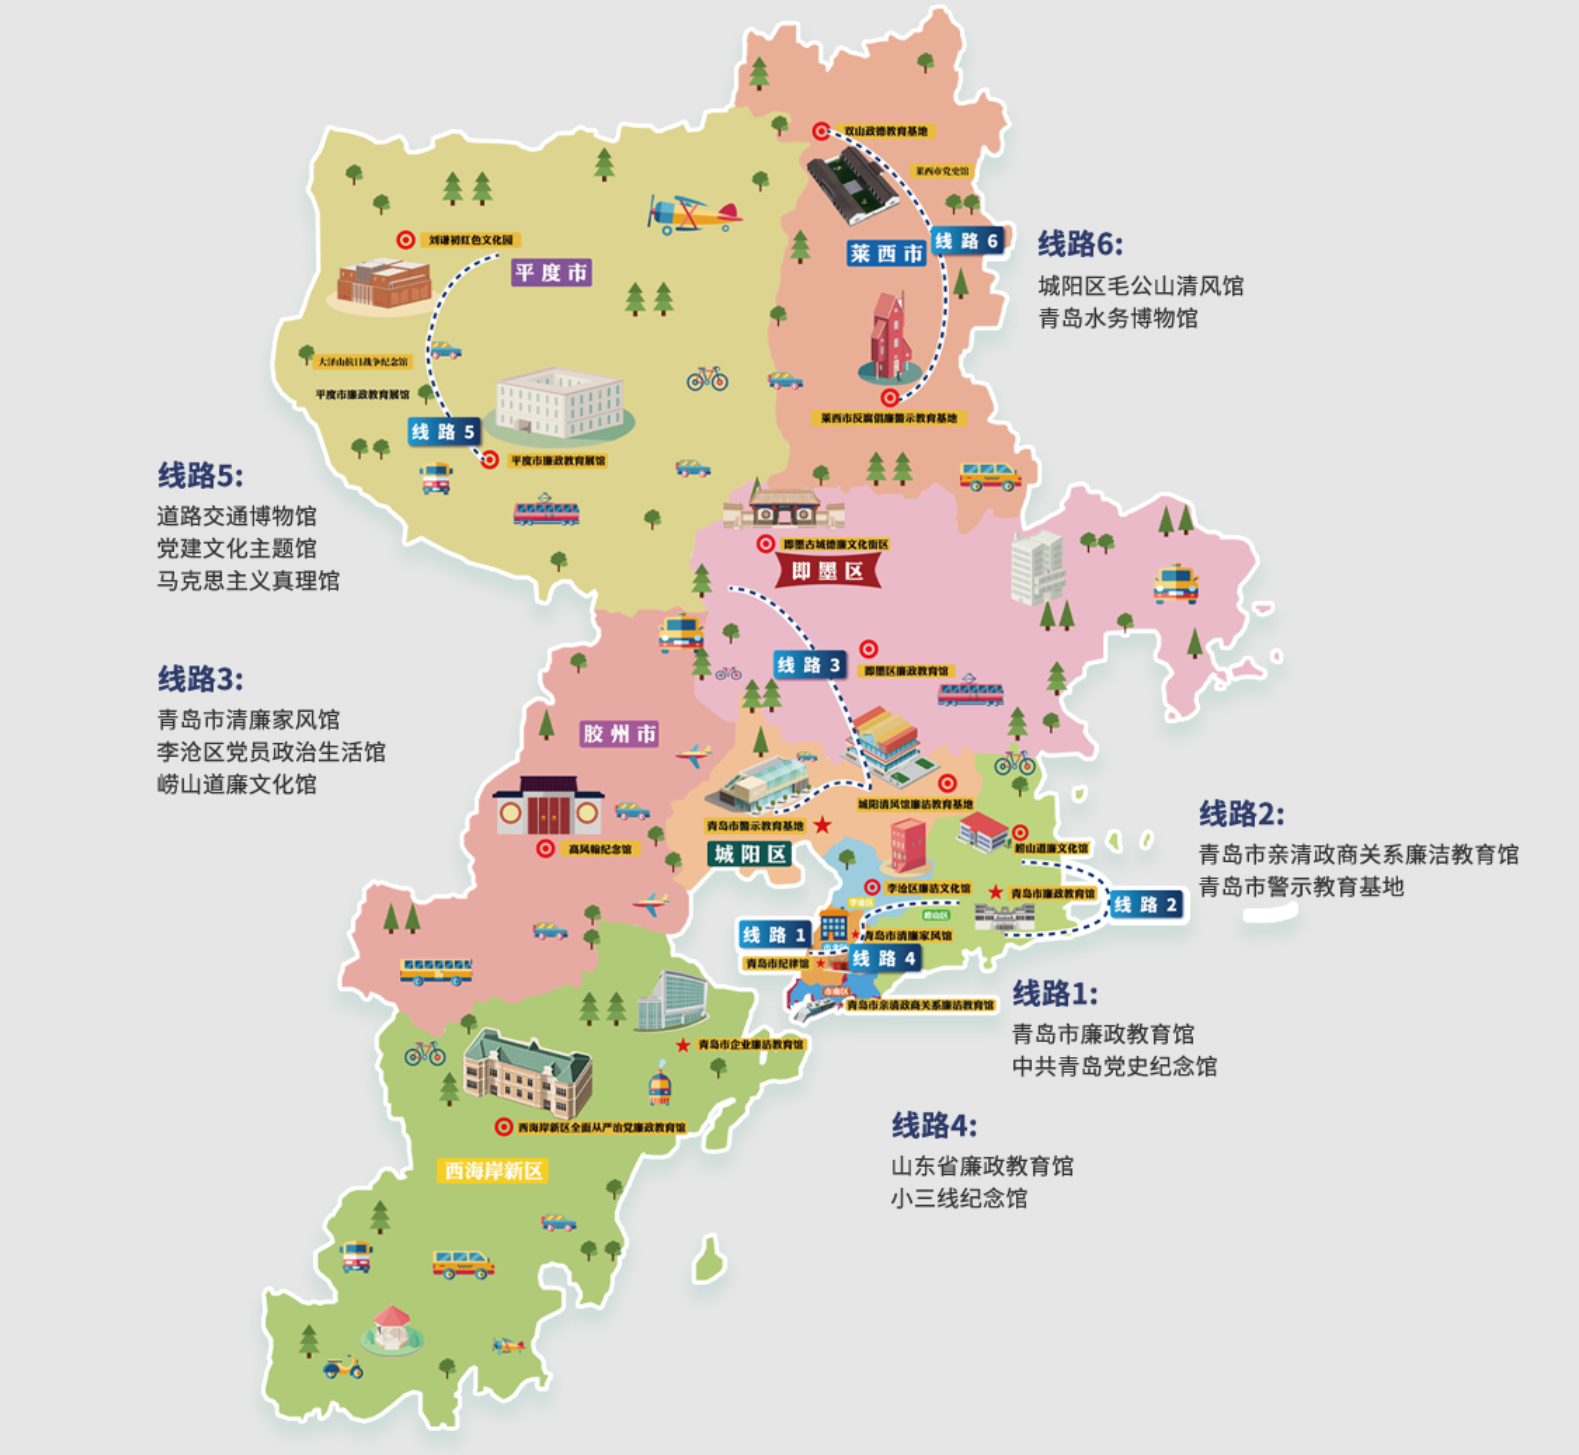 双山政德教育基地
莱西市党史馆
刘谦初红色文化园
莱西市
线路 6
线路6:
城阳区毛公山清风馆
青岛水务博物馆
平度市
大泽山抗日战争纪念馆
平度市廉政教育展馆
莱西市反腐倡廉警示教育基地
线路 5
平度市廉政教育展馆
线路5:
道路交通博物馆
党建文化主题馆
马克思主义真理馆
即墨古城德廉文化街区
即墨区
线路 3
即墨区廉政教育馆
线路3:
青岛市清廉家风馆
李沧区党员政治生活馆
崂山道廉文化馆
胶州市
城阳清风馆廉洁教育基地
青岛市警示教育基地
城阳区
高凤翰纪念馆
崂山道廉文化馆
线路2:
青岛市亲清政商关系廉洁教育馆
青岛市警示教育基地
李沧区廉洁文化馆
青岛市廉政教育馆
李沧区
崂山区
线路 2
线路 1
青岛市清廉家风馆
市北区
青岛市纪律馆
线路 4
市南区
青岛市亲清政商关系廉洁教育馆
线路1:
青岛市廉政教育馆
中共青岛党史纪念馆
青岛市企业廉洁教育馆
西海岸新区全面从严治党廉政教育馆
线路4:
山东省廉政教育馆
小三线纪念馆
西海岸新区